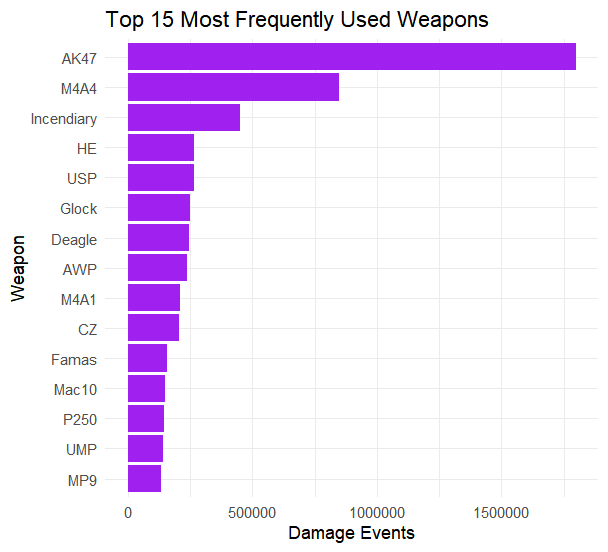 Top 15 Most Frequently Used Weapons
Weapon
AK47
M4A4
Incendiary
HE
USP
Glock
Deagle
AWP
M4A1
CZ
Famas
Mac10
P250
UMP
MP9
0 500000 1000000 1500000
Damage Events